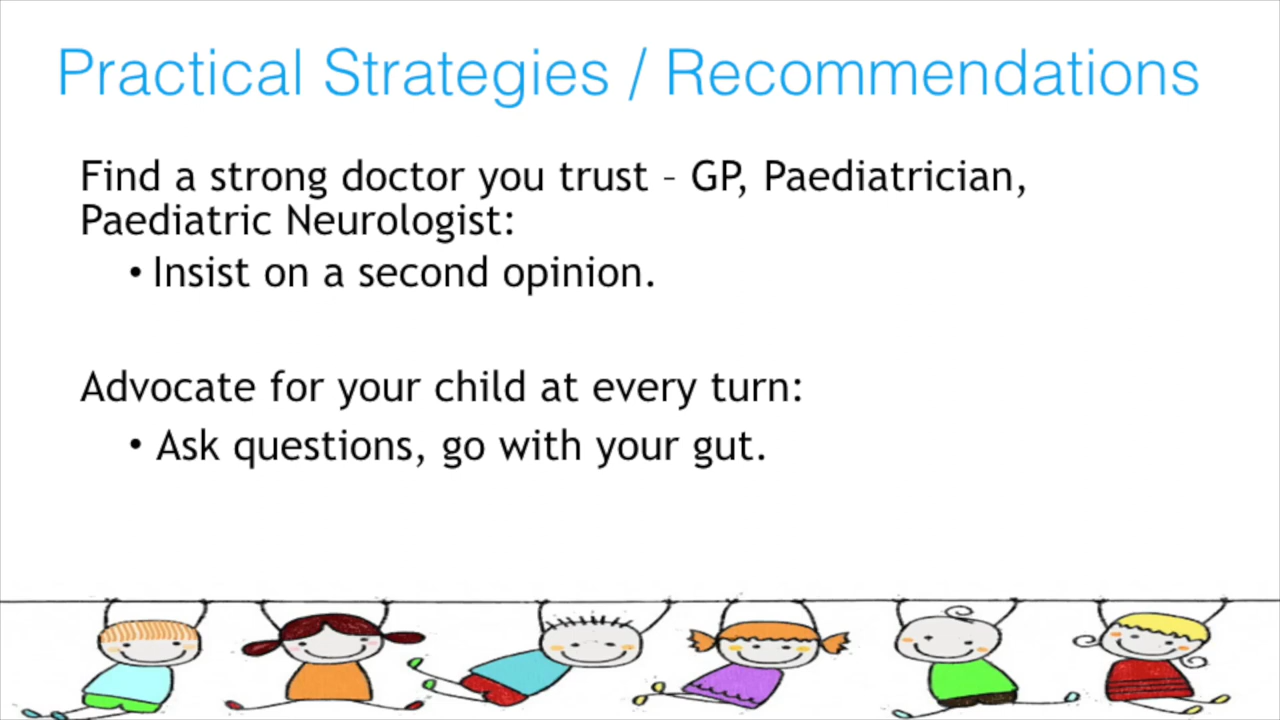 Practical Strategies / Recommendations
Find a strong doctor you trust – GP, Paediatrician,
Paediatric Neurologist:
• Insist on a second opinion.
Advocate for your child at every turn:
• Ask questions, go with your gut.